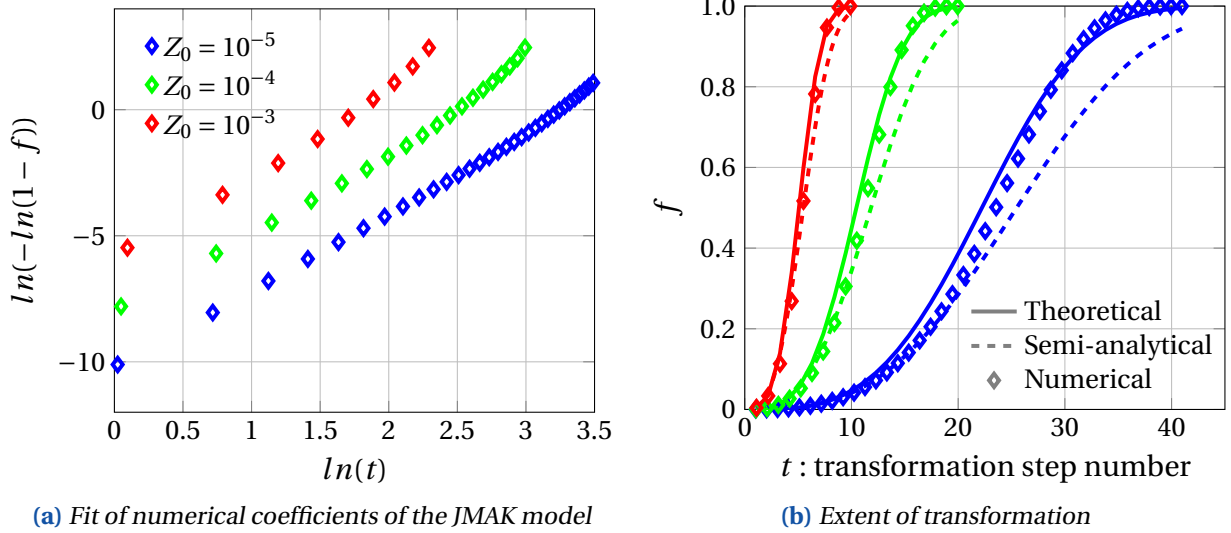 ln(−ln(1 − f))
0
−5
−10
Z₀ = 10⁻⁵
Z₀ = 10⁻⁴
Z₀ = 10⁻³
0 0.5 1 1.5 2 2.5 3 3.5
ln(t)
(a) Fit of numerical coefficients of the JMAK model
f
1.0
0.8
0.6
0.4
0.2
0
Theoretical
Semi-analytical
Numerical
0 10 20 30 40
t : transformation step number
(b) Extent of transformation